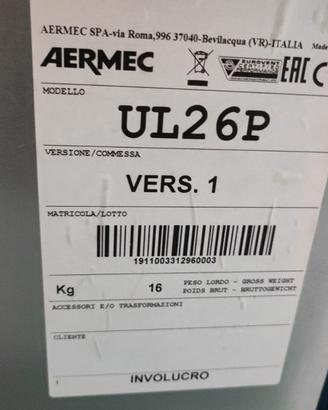 AERMEC SPA-via Roma,996 37040-Bevilacqua (VR)-ITALIA Made
AERMEC EAC C
MODELLO
UL26P
VERSIONE/COMMESSA
VERS. 1
MATRICOLA/LOTTO
1911003312960003
Kg 16 PESO LORDO - GROSS WEIGHT
POIDS BRUT - BRUTTOGEWICHT
ACCESSORI E/O TRASFORMAZIONI
CLIENTE
INVOLUCRO